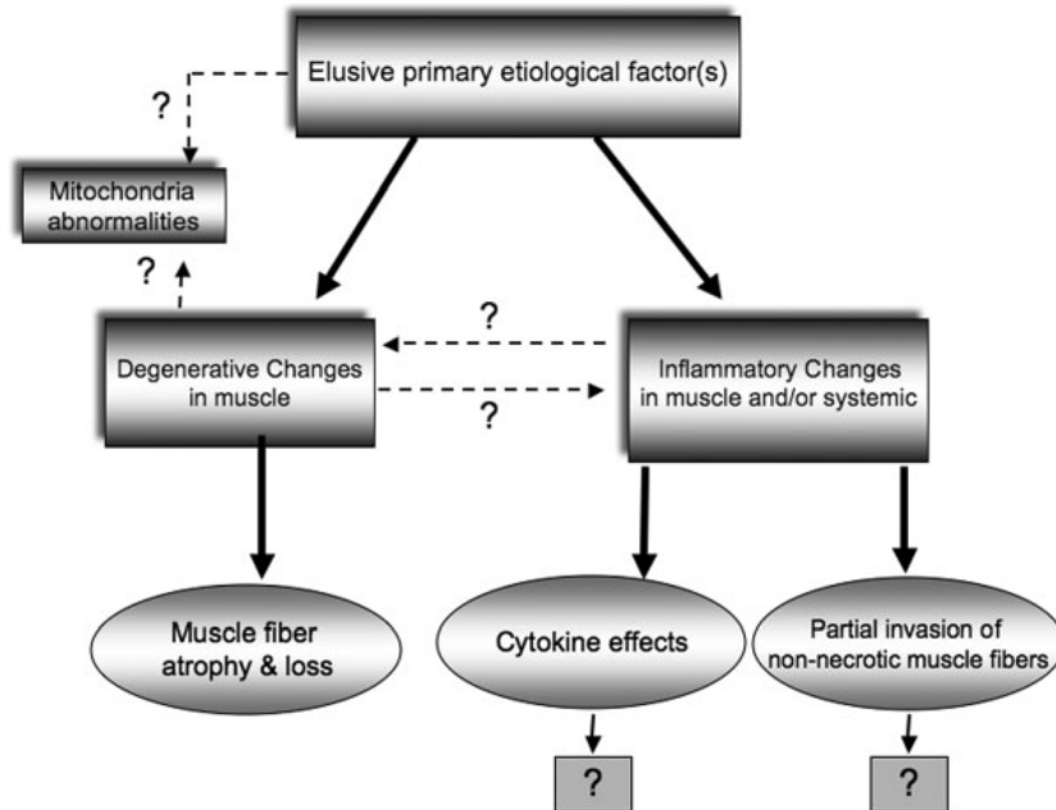 Elusive primary etiological factor(s)
?
Mitochondria
abnormalities
?
?
Degenerative Changes
in muscle
?
Inflammatory Changes
in muscle and/or systemic
Muscle fiber
atrophy & loss
Cytokine effects
Partial invasion of
non-necrotic muscle fibers
?
?